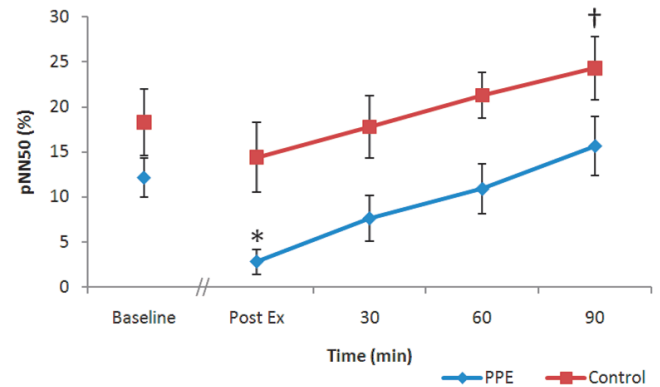 30
†
25
20
15
10
5
0
pNN50 (%)
*
Baseline // Post Ex 30 60 90
Time (min)
PPE Control